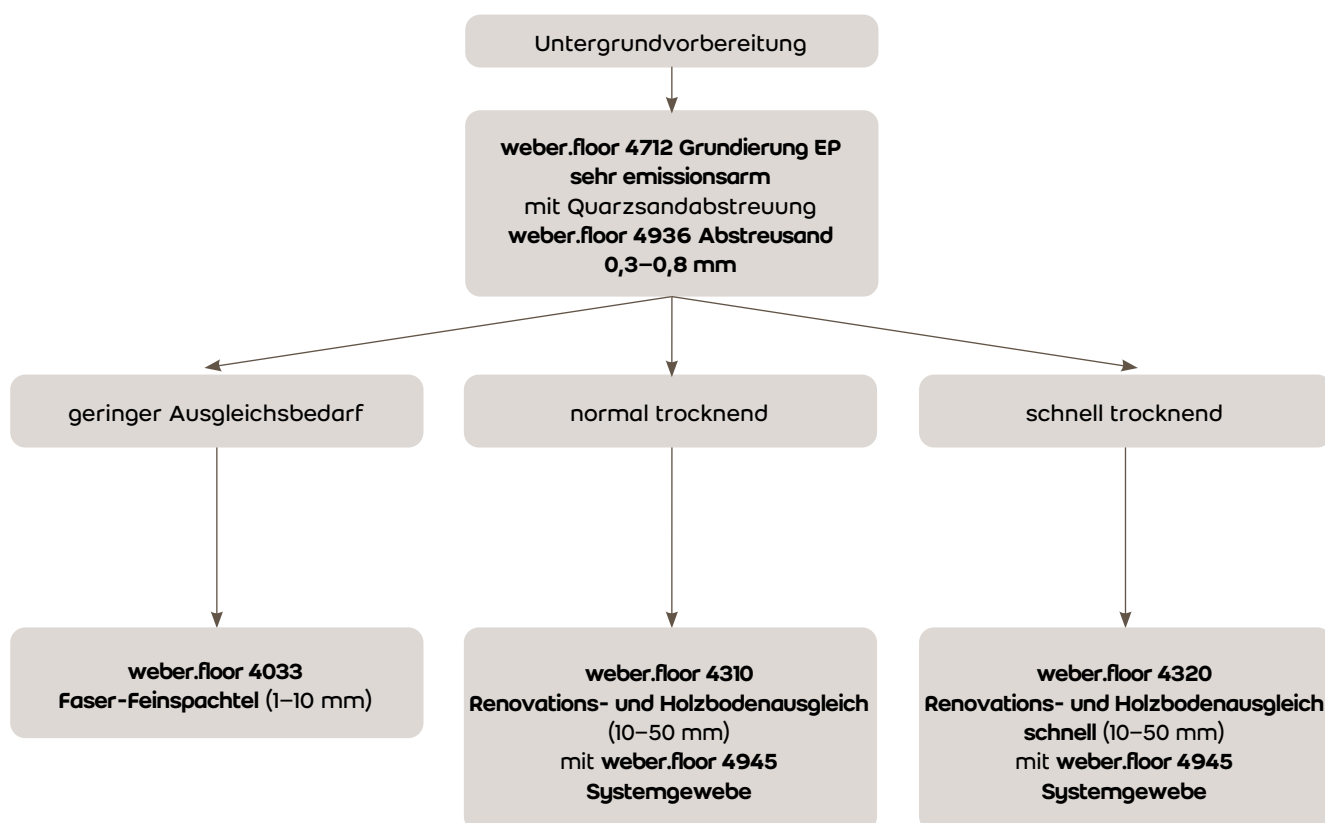 Untergrundvorbereitung
weber.floor 4712 Grundierung EP
sehr emissionsarm
mit Quarzsandabstreuung
weber.floor 4936 Abstreusand
0,3–0,8 mm
geringer Ausgleichsbedarf
normal trocknend
schnell trocknend
weber.floor 4033
Faser-Feinspachtel (1–10 mm)
weber.floor 4310
Renovations- und Holzbodenausgleich
(10–50 mm)
mit weber.floor 4945
Systemgewebe
weber.floor 4320
Renovations- und Holzbodenausgleich
schnell (10–50 mm)
mit weber.floor 4945
Systemgewebe